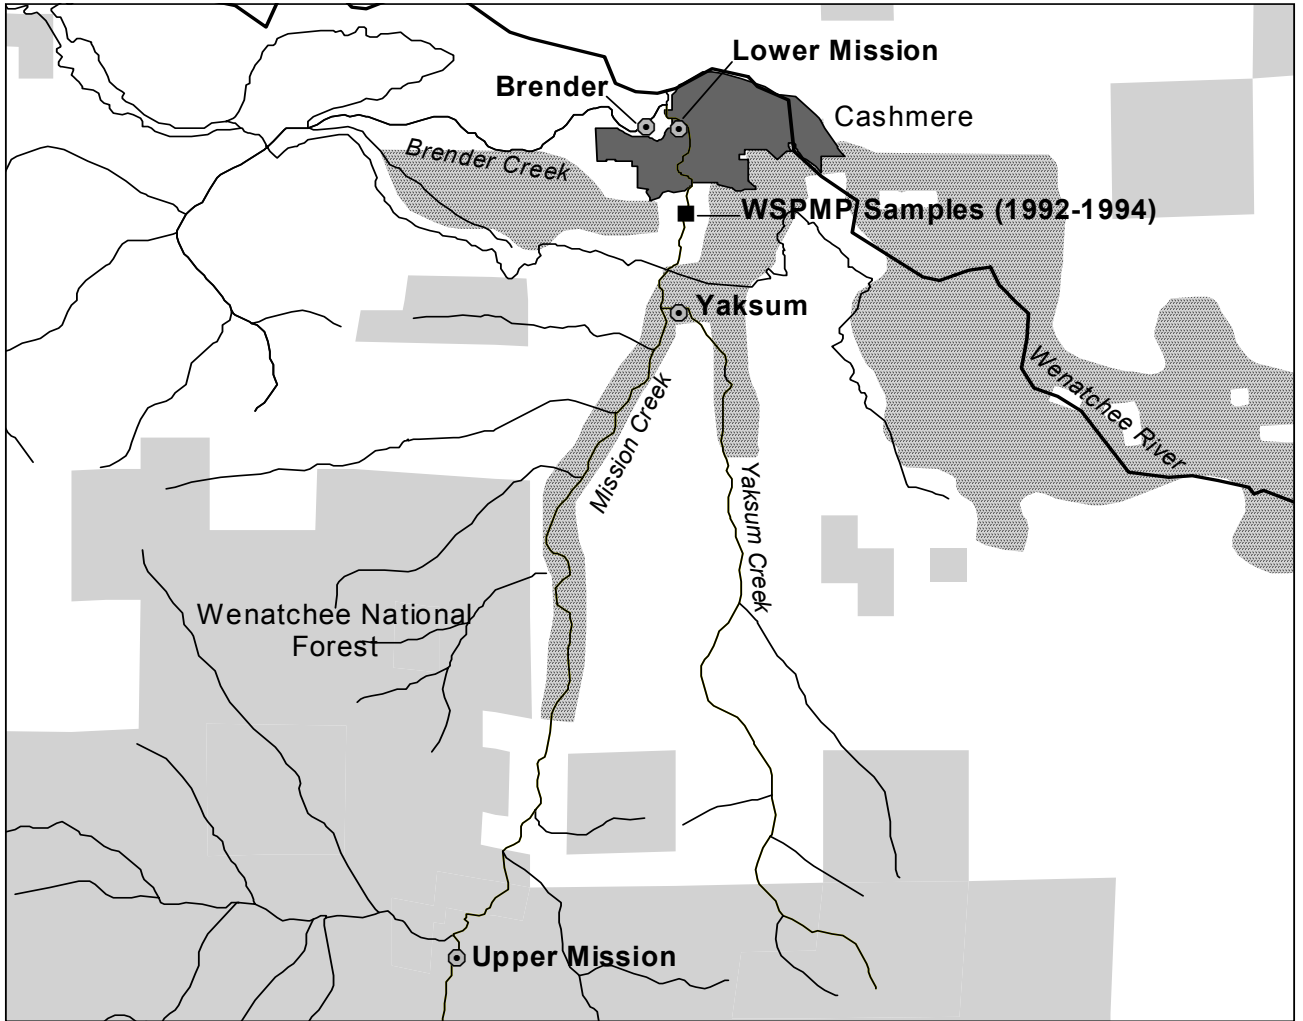 Lower Mission
Brender
Cashmere
Brender Creek
WSPMP Samples (1992-1994)
Yaksum
Wenatchee River
Mission Creek
Yaksum Creek
Wenatchee National
Forest
Upper Mission